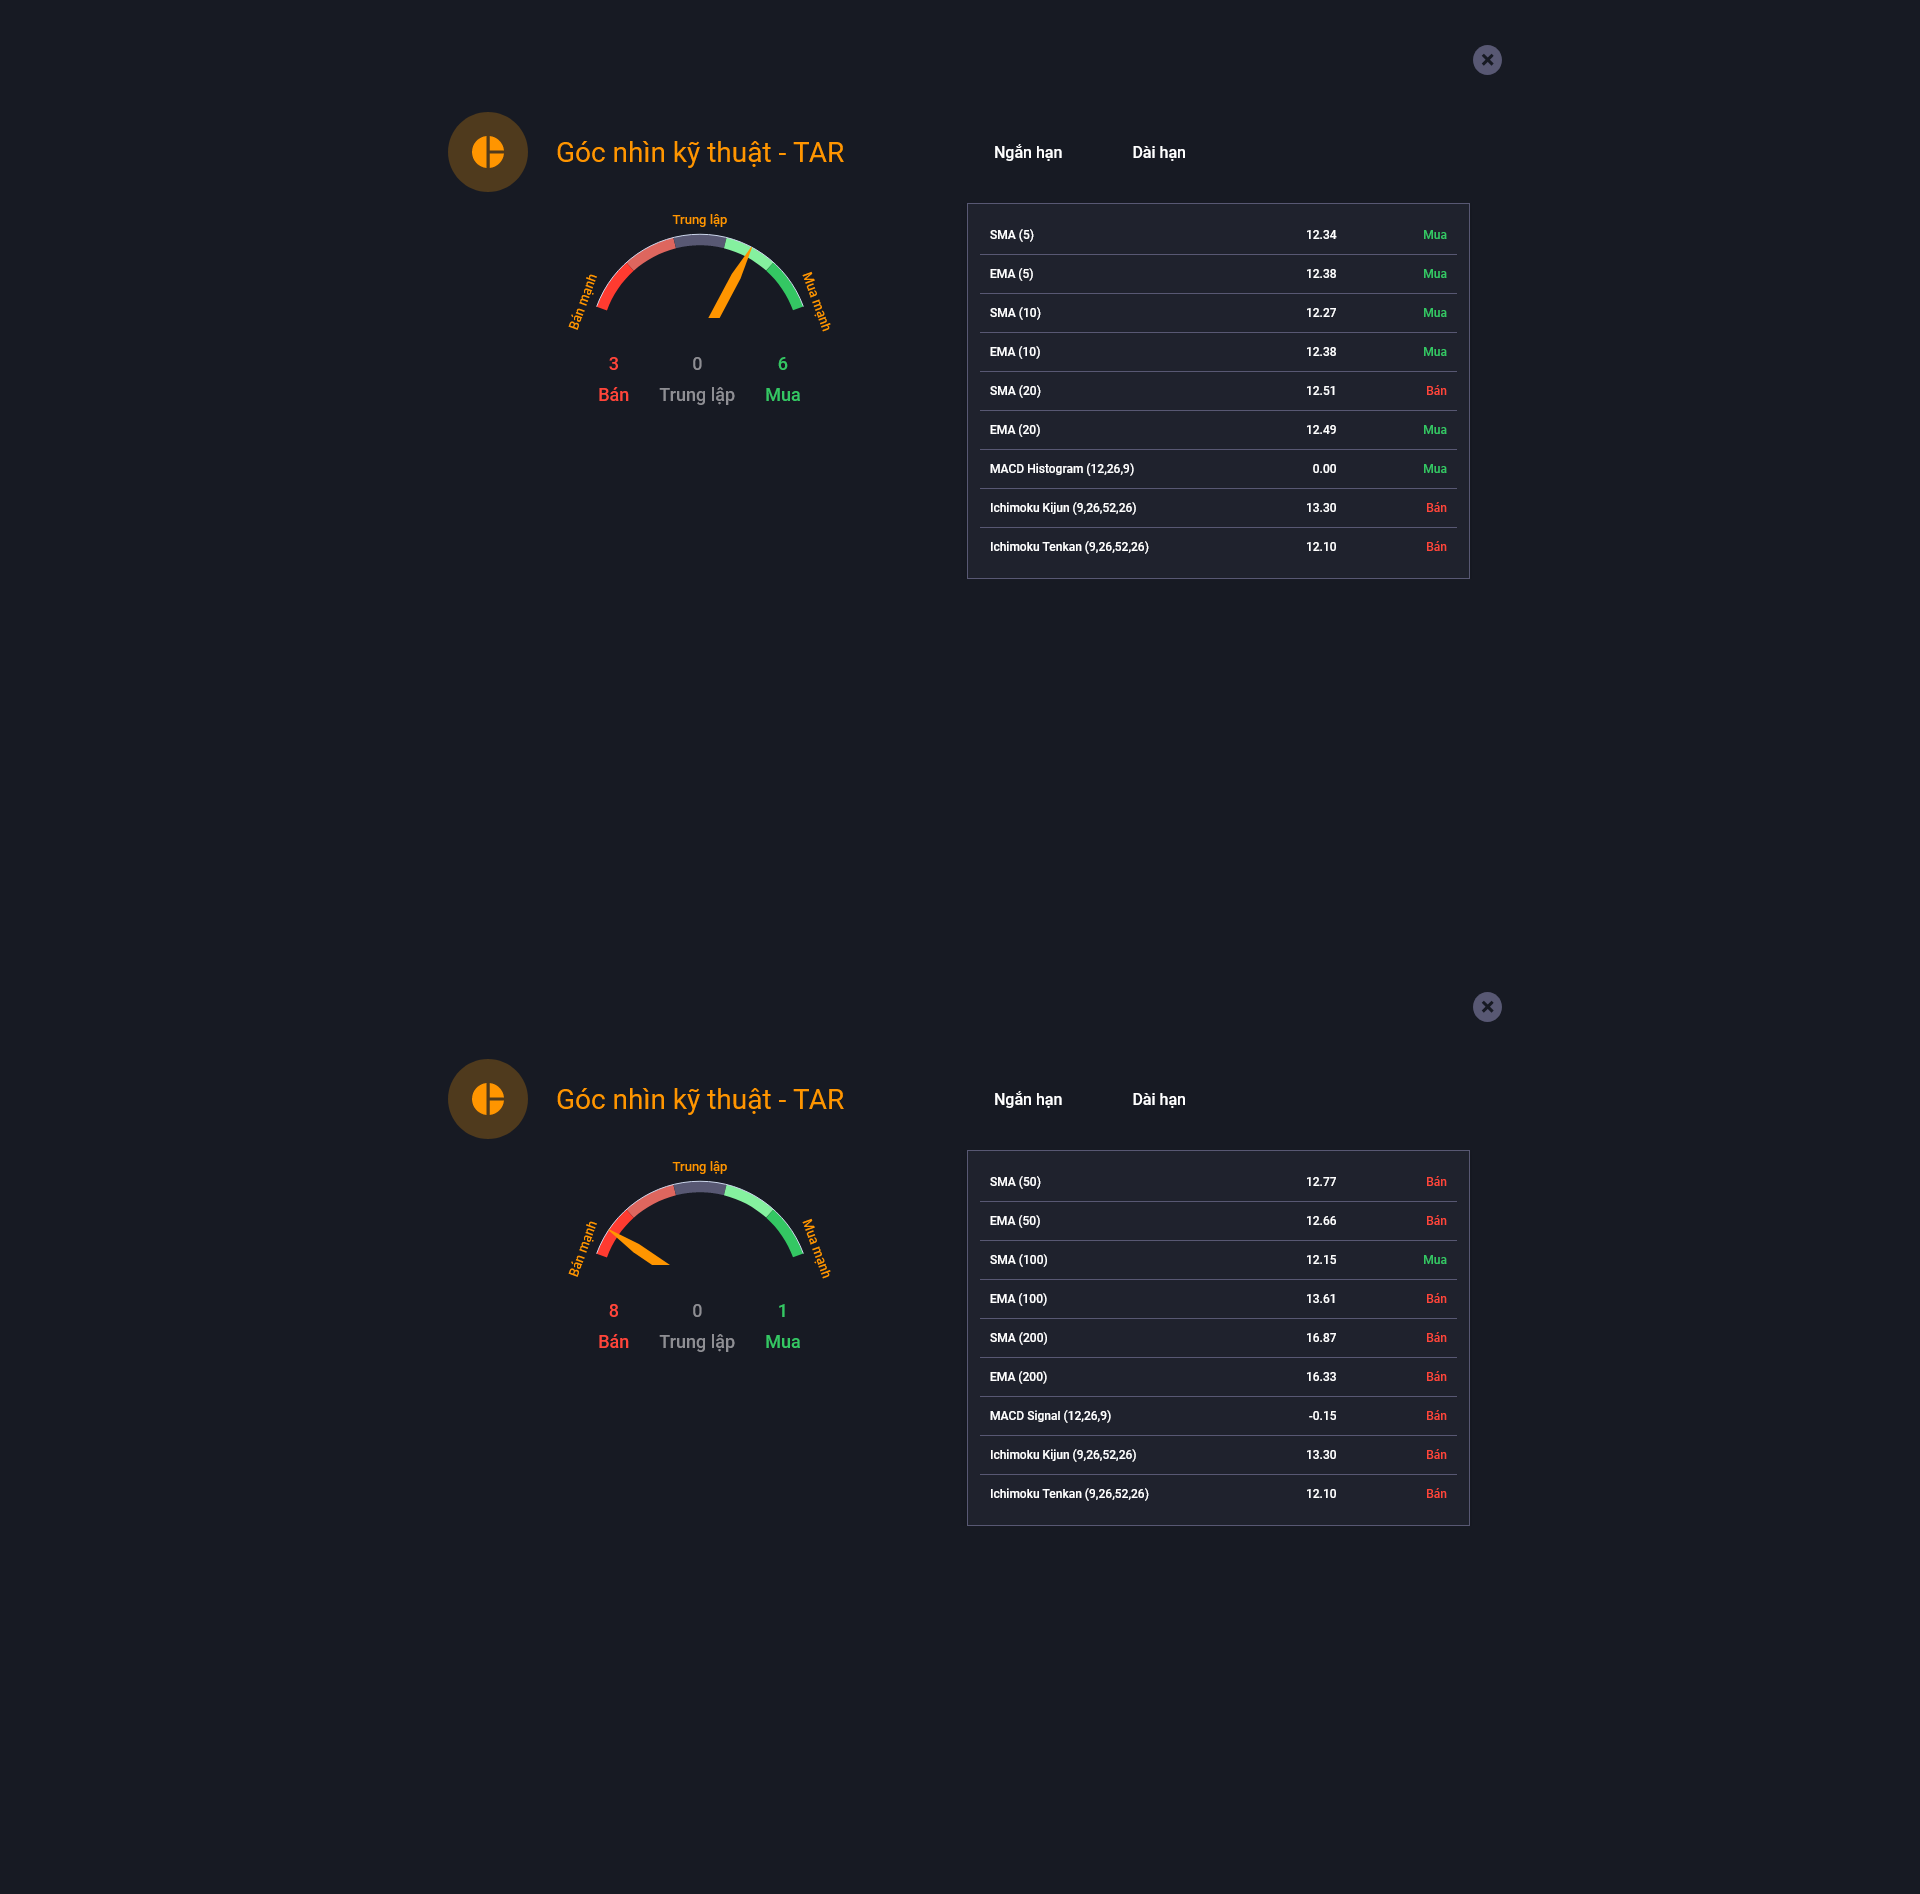 Góc nhìn kỹ thuật - TAR
Ngắn hạn Dài hạn
Trung lập
Bán mạnh
Mua mạnh
3 0 6
Bán Trung lập Mua
SMA (5) 12.34 Mua
EMA (5) 12.38 Mua
SMA (10) 12.27 Mua
EMA (10) 12.38 Mua
SMA (20) 12.51 Bán
EMA (20) 12.49 Mua
MACD Histogram (12,26,9) 0.00 Mua
Ichimoku Kijun (9,26,52,26) 13.30 Bán
Ichimoku Tenkan (9,26,52,26) 12.10 Bán
Góc nhìn kỹ thuật - TAR
Ngắn hạn Dài hạn
Trung lập
Bán mạnh
Mua mạnh
8 0 1
Bán Trung lập Mua
SMA (50) 12.77 Bán
EMA (50) 12.66 Bán
SMA (100) 12.15 Mua
EMA (100) 13.61 Bán
SMA (200) 16.87 Bán
EMA (200) 16.33 Bán
MACD Signal (12,26,9) -0.15 Bán
Ichimoku Kijun (9,26,52,26) 13.30 Bán
Ichimoku Tenkan (9,26,52,26) 12.10 Bán